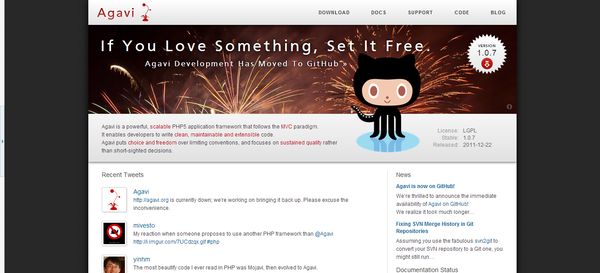 Agavi
DOWNLOAD DOCS SUPPORT CODE BLOG
If You Love Something, Set It Free.
Agavi Development Has Moved To GitHub »
VERSION
1.0.7
Agavi is a powerful, scalable PHP5 application framework that follows the MVC paradigm.
It enables developers to write clean, maintainable and extensible code.
Agavi puts choice and freedom over limiting conventions, and focuses on sustained quality rather
than short-sighted decisions.
License: LGPL
Stable: 1.0.7
Released: 2011-12-22
Recent Tweets
Agavi
http://agavi.org is currently down; we're working on bringing it back up. Please excuse the
inconvenience.
mivesto
My reaction when someone proposes to use another PHP framework than @Agavi
http://i.imgur.com/7UCdzqx.gif #php
yinhm
The most beautiful code I ever read in PHP was Mojavi, then evolved to Agavi.
News
Agavi is now on GitHub!
We're thrilled to announce the immediate
availability of Agavi on GitHub!
We realize it took much longer...
Fixing SVN Merge History in Git
Repositories
Assuming you use the fabulous svn2git to
convert your SVN repository to a Git one, you
might still run...
Documentation Status